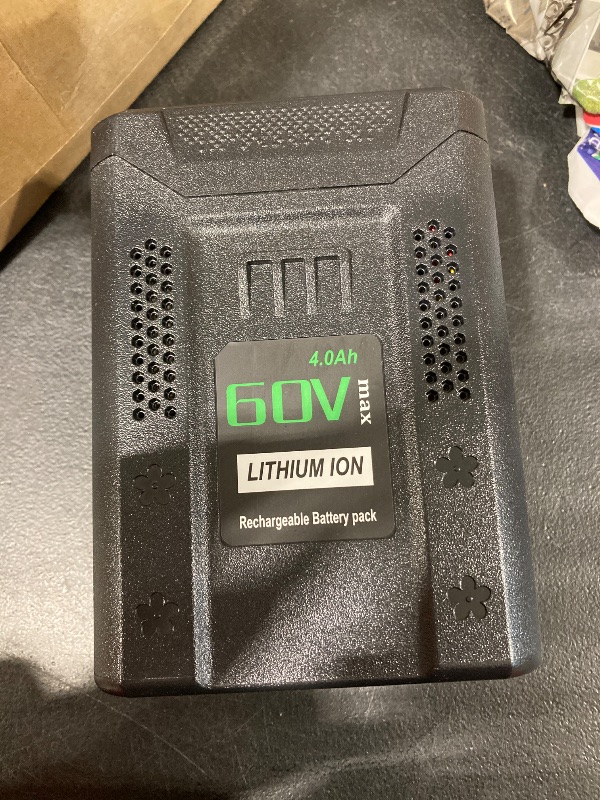 4.0Ah
60V max
LITHIUM ION
Rechargeable Battery pack